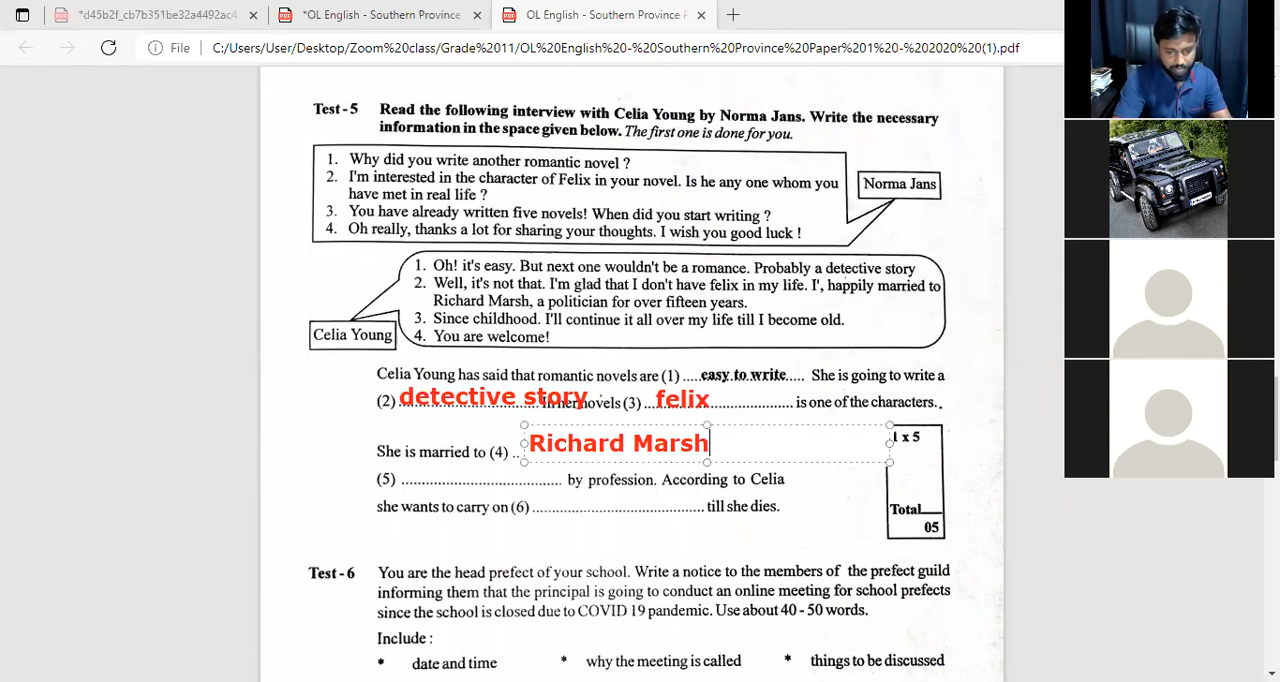 *d45b2f_cb7b351be32a4492ac4
*OL English - Southern Province
OL English - Southern Province P
File C:/Users/User/Desktop/Zoom%20class/Grade%2011/OL%20English%20-%20Southern%20Province%20Paper%201%20-%202020%20(1).pdf
Test-5 Read the following interview with Celia Young by Norma Jans. Write the necessary
information in the space given below. The first one is done for you.
1. Why did you write another romantic novel ?
2. I'm interested in the character of Felix in your novel. Is he any one whom you
have met in real life ?
3. You have already written five novels! When did you start writing ?
4. Oh really, thanks a lot for sharing your thoughts. I wish you good luck !
Norma Jans
1. Oh! it's easy. But next one wouldn't be a romance. Probably a detective story
2. Well, it's not that. I'm glad that I don't have felix in my life. I', happily married to
Richard Marsh, a politician for over fifteen years.
3. Since childhood. I'll continue it all over my life till I become old.
4. You are welcome!
Celia Young
Celia Young has said that romantic novels are (1) .....easy to write..... She is going to write a
(2) detective story novels (3) ... felix .................... is one of the characters..
She is married to (4) .. Richard Marsh
(5) ..................................... by profession. According to Celia
she wants to carry on (6) ....................................... till she dies.
1 x 5
Total
05
Test-6 You are the head prefect of your school. Write a notice to the members of the prefect guild
informing them that the principal is going to conduct an online meeting for school prefects
since the school is closed due to COVID 19 pandemic. Use about 40 - 50 words.
Include :
* date and time * why the meeting is called * things to be discussed